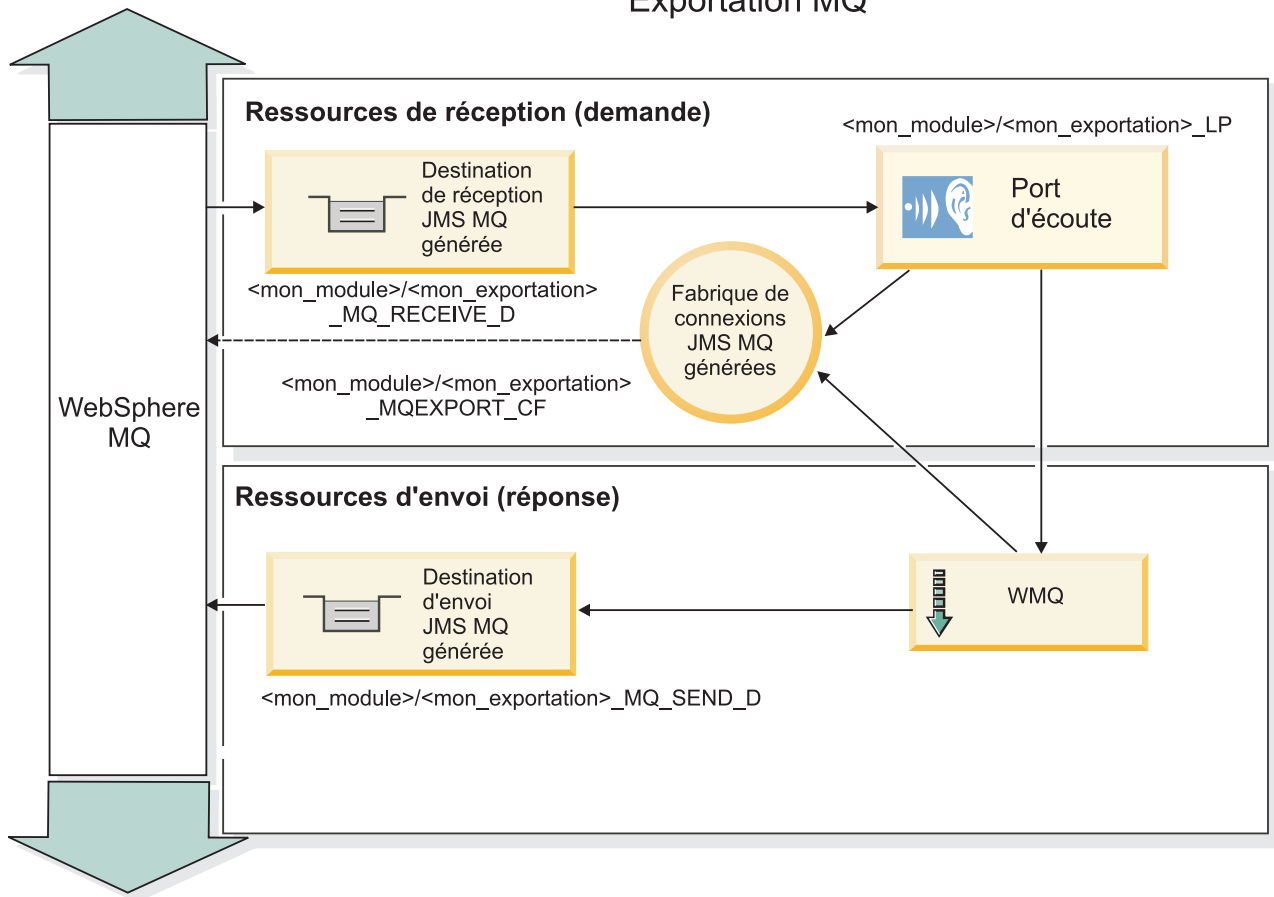 Exportation MQ
Ressources de réception (demande)
<mon_module>/<mon_exportation>_LP
Destination
de réception
JMS MQ
générée
Port
d'écoute
<mon_module>/<mon_exportation>
_MQ_RECEIVE_D
Fabrique de
connexions
JMS MQ
générées
<mon_module>/<mon_exportation>
_MQEXPORT_CF
WebSphere
MQ
Ressources d'envoi (réponse)
Destination
d'envoi
JMS MQ
générée
WMQ
<mon_module>/<mon_exportation>_MQ_SEND_D